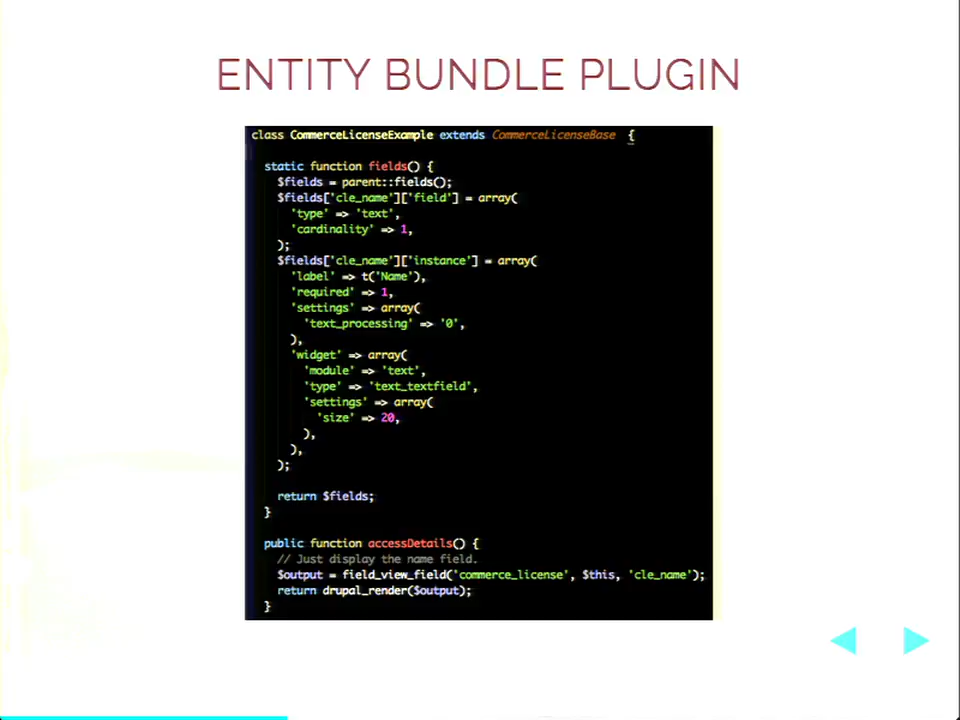 ENTITY BUNDLE PLUGIN
class CommerceLicenseExample extends CommerceLicenseBase {
static function fields() {
$fields = parent::fields();
$fields['cle_name']['field'] = array(
'type' => 'text',
'cardinality' => 1,
);
$fields['cle_name']['instance'] = array(
'label' => t('Name'),
'required' => 1,
'settings' => array(
'text_processing' => '0',
),
'widget' => array(
'module' => 'text',
'type' => 'text_textfield',
'settings' => array(
'size' => 20,
),
),
);
return $fields;
}
public function accessDetails() {
// Just display the name field.
$output = field_view_field('commerce_license', $this, 'cle_name');
return drupal_render($output);
}